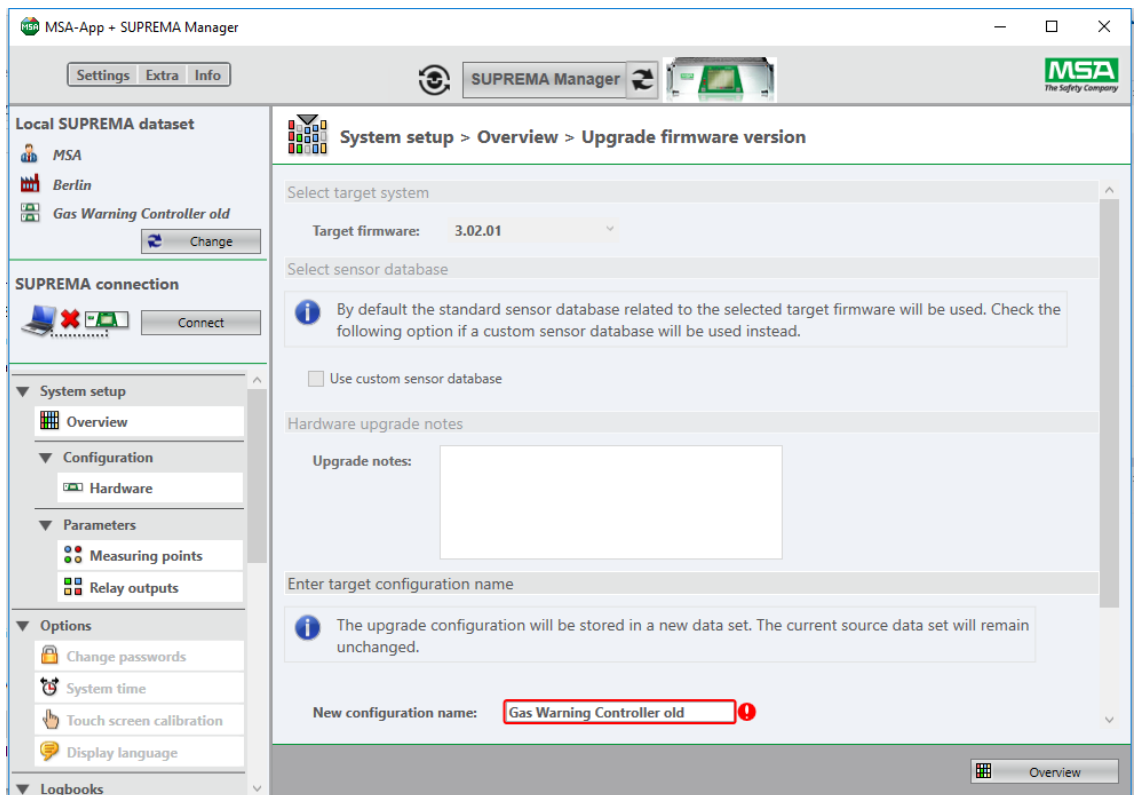 MSA-App + SUPREMA Manager
Settings Extra Info
SUPREMA Manager
MSA
The Safety Company
Local SUPREMA dataset
MSA
Berlin
Gas Warning Controller old
Change
SUPREMA connection
Connect
System setup
Overview
Configuration
Hardware
Parameters
Measuring points
Relay outputs
Options
Change passwords
System time
Touch screen calibration
Display language
Logbooks
System setup > Overview > Upgrade firmware version
Select target system
Target firmware: 3.02.01
Select sensor database
By default the standard sensor database related to the selected target firmware will be used. Check the
following option if a custom sensor database will be used instead.
Use custom sensor database
Hardware upgrade notes
Upgrade notes:
Enter target configuration name
The upgrade configuration will be stored in a new data set. The current source data set will remain
unchanged.
New configuration name: Gas Warning Controller old
Overview